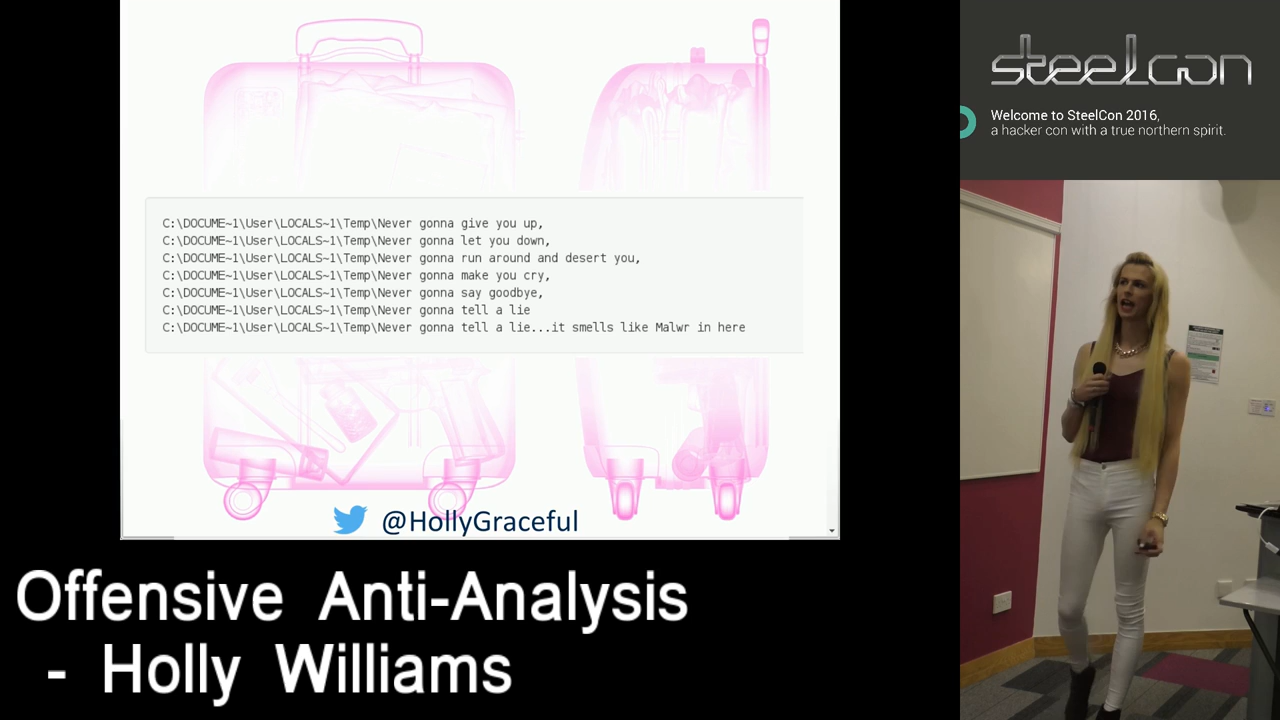 steelcon
Welcome to SteelCon 2016,
a hacker con with a true northern spirit.
C:\DOCUME~1\User\LOCALS~1\Temp\Never gonna give you up,
C:\DOCUME~1\User\LOCALS~1\Temp\Never gonna let you down,
C:\DOCUME~1\User\LOCALS~1\Temp\Never gonna run around and desert you,
C:\DOCUME~1\User\LOCALS~1\Temp\Never gonna make you cry,
C:\DOCUME~1\User\LOCALS~1\Temp\Never gonna say goodbye,
C:\DOCUME~1\User\LOCALS~1\Temp\Never gonna tell a lie
C:\DOCUME~1\User\LOCALS~1\Temp\Never gonna tell a lie...it smells like Malwr in here
@HollyGraceful
Offensive Anti-Analysis
- Holly Williams